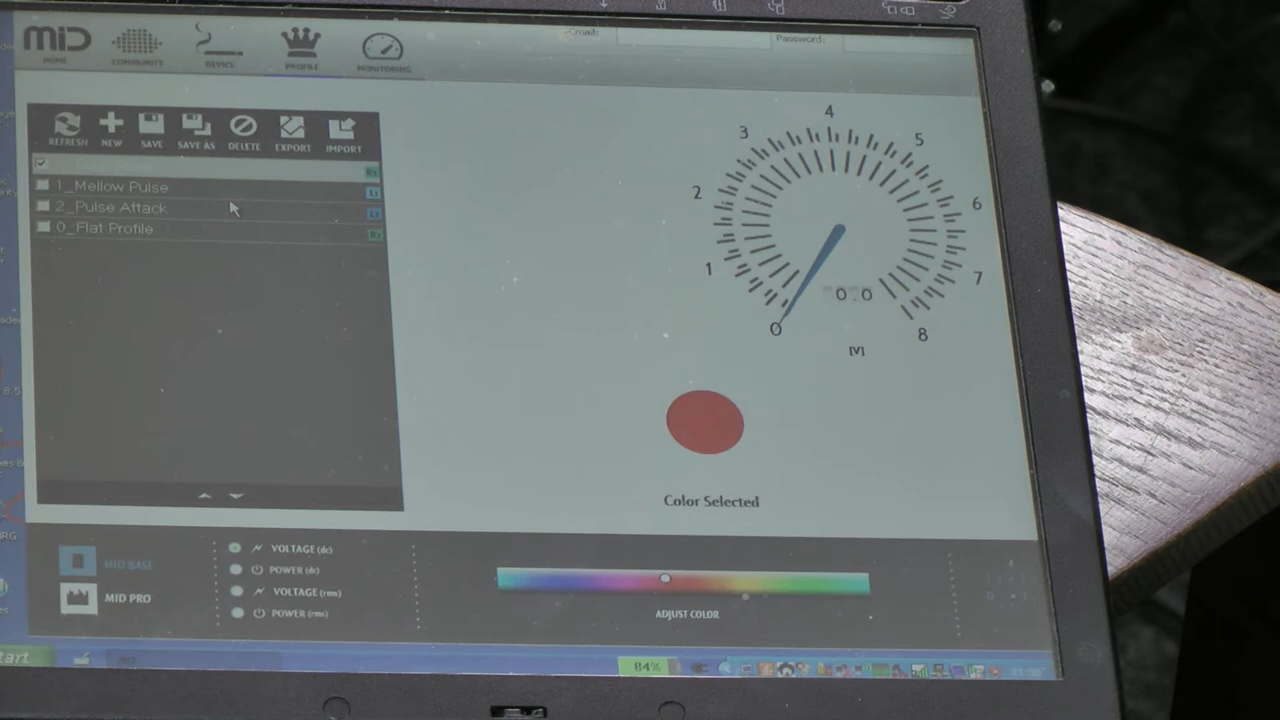 Email: Password:
MID
HOME COMMUNITY DEVICE PROFILE MONITORING
REFRESH NEW SAVE SAVE AS DELETE EXPORT IMPORT
1_Mellow Pulse
2_Pulse Attack
0_Flat Profile
0 1 2 3 4 5 6 7 8
0.0
[V]
Color Selected
MID BASE
MID PRO
VOLTAGE (dc)
POWER (dc)
VOLTAGE (rms)
POWER (rms)
ADJUST COLOR
84%